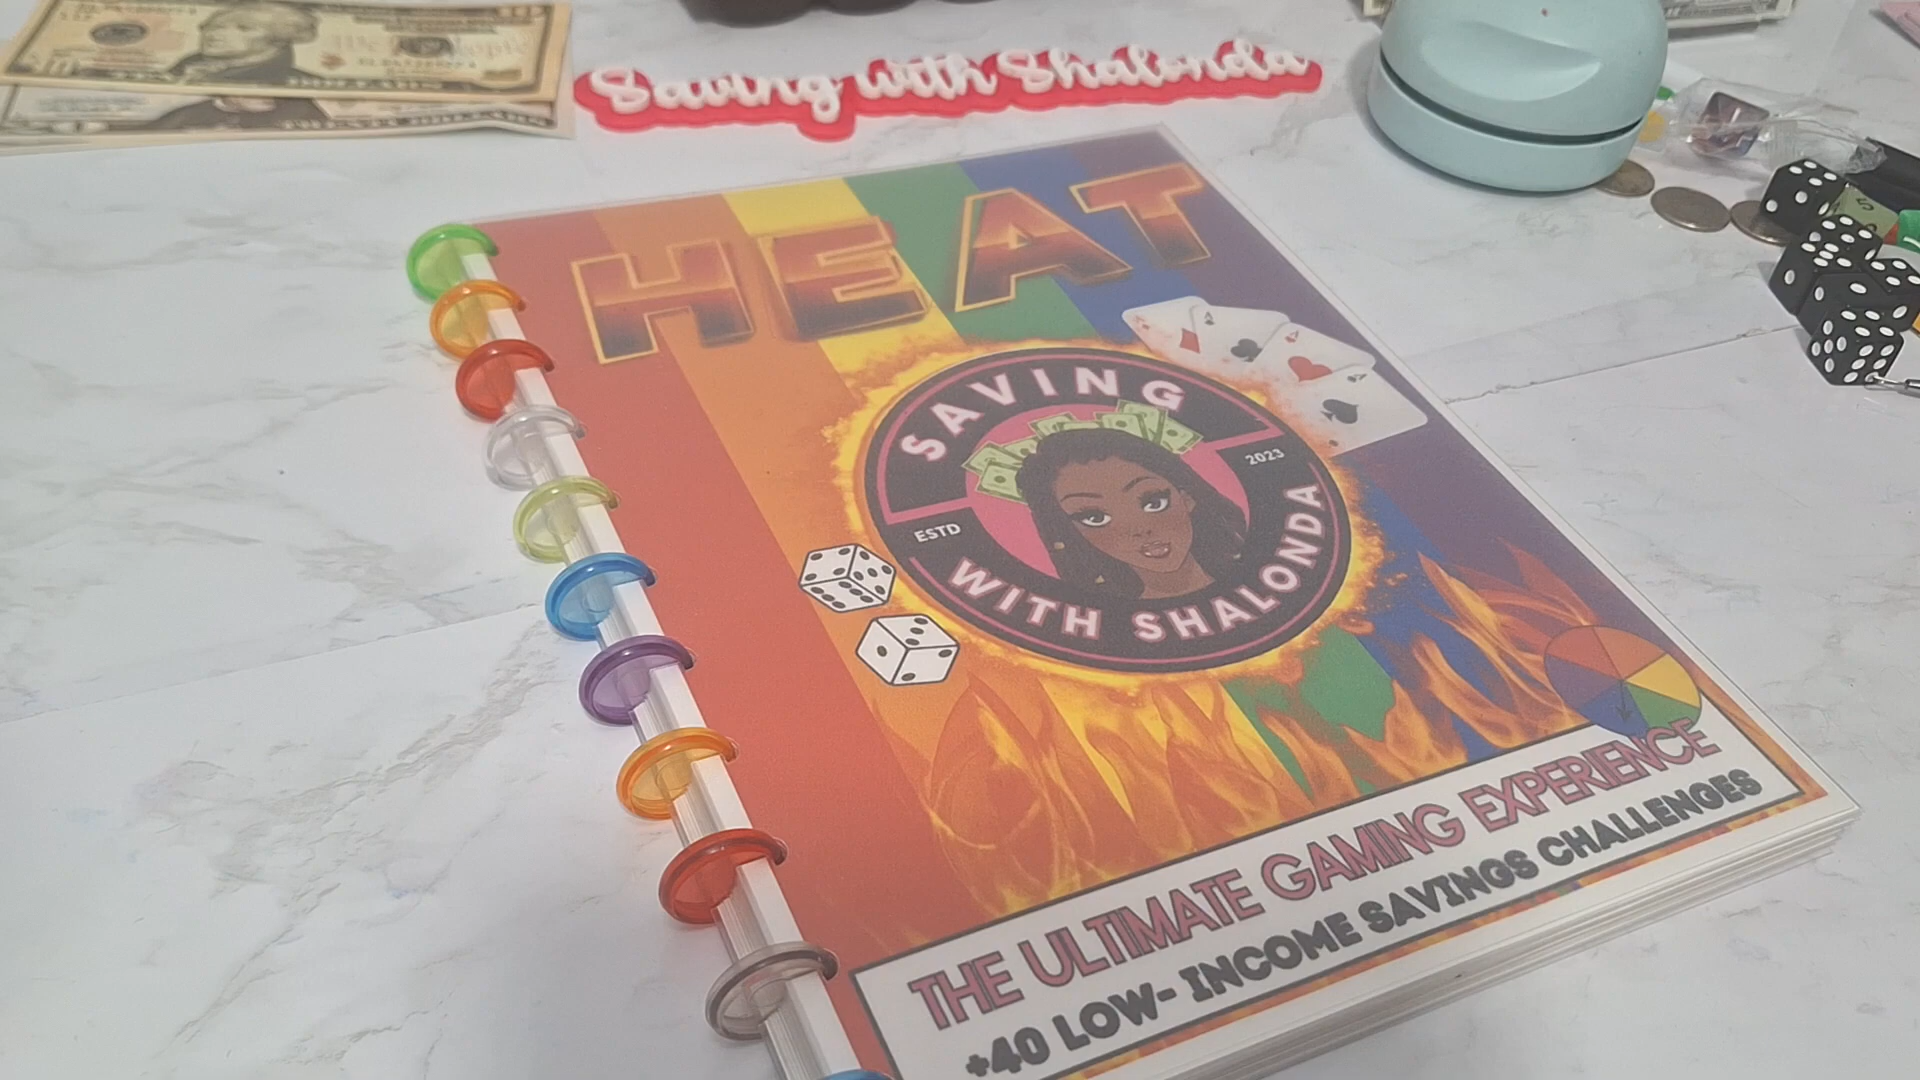 Saving with Shalonda
HEAT
SAVING
2023
ESTD
WITH SHALONDA
THE ULTIMATE GAMING EXPERIENCE
+40 LOW- INCOME SAVINGS CHALLENGES